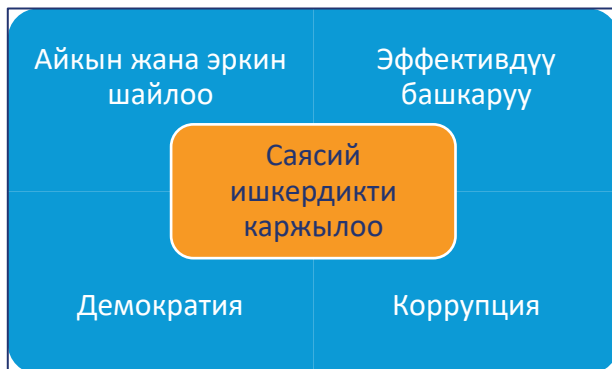 Айкын жана эркин
шайлоо
Эффективдүү
башкаруу
Саясий
ишкердикти
каржылоо
Демократия
Коррупция